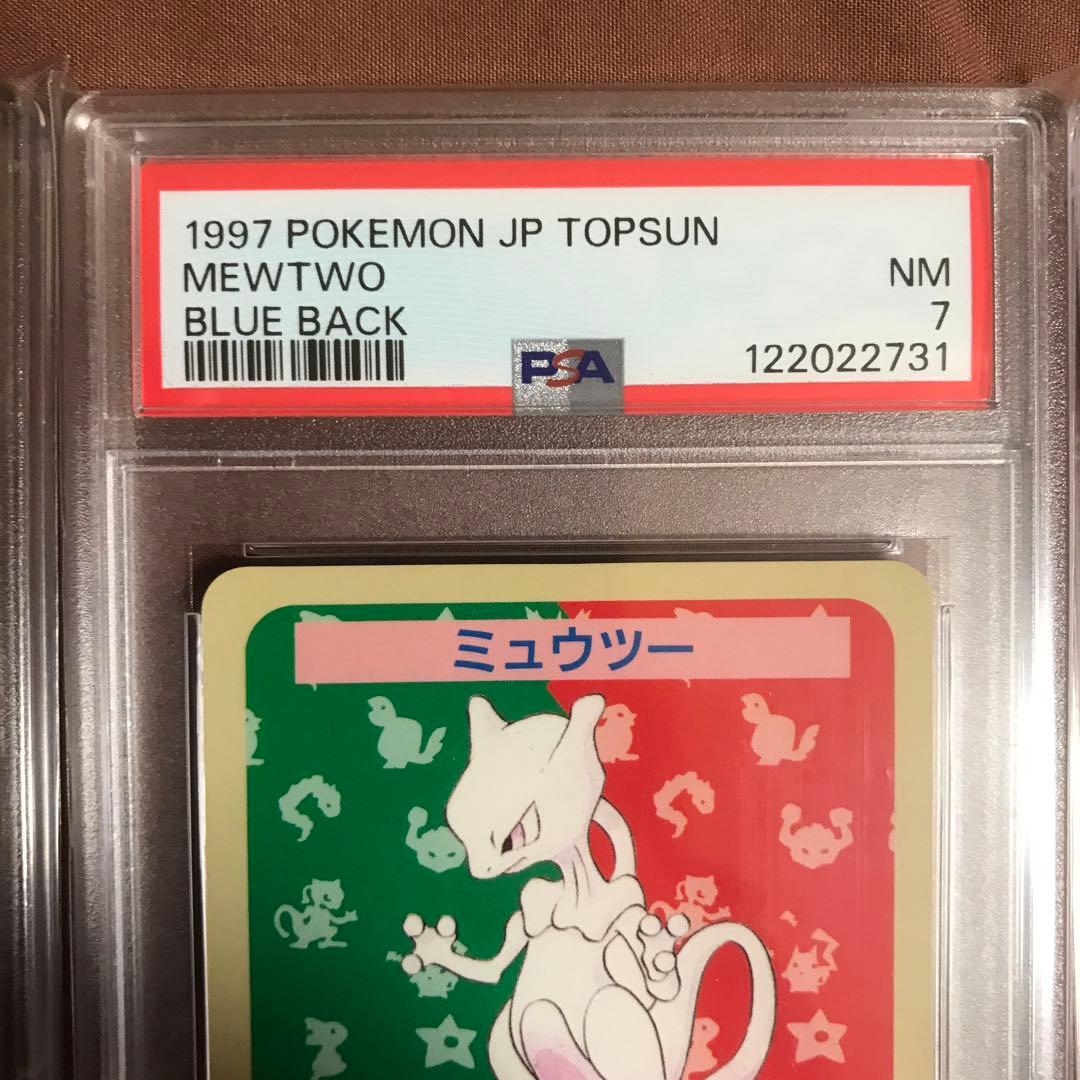 1997 POKEMON JP TOPSUN
MEWTWO NM
BLUE BACK 7
PSA 122022731
ミュウツー